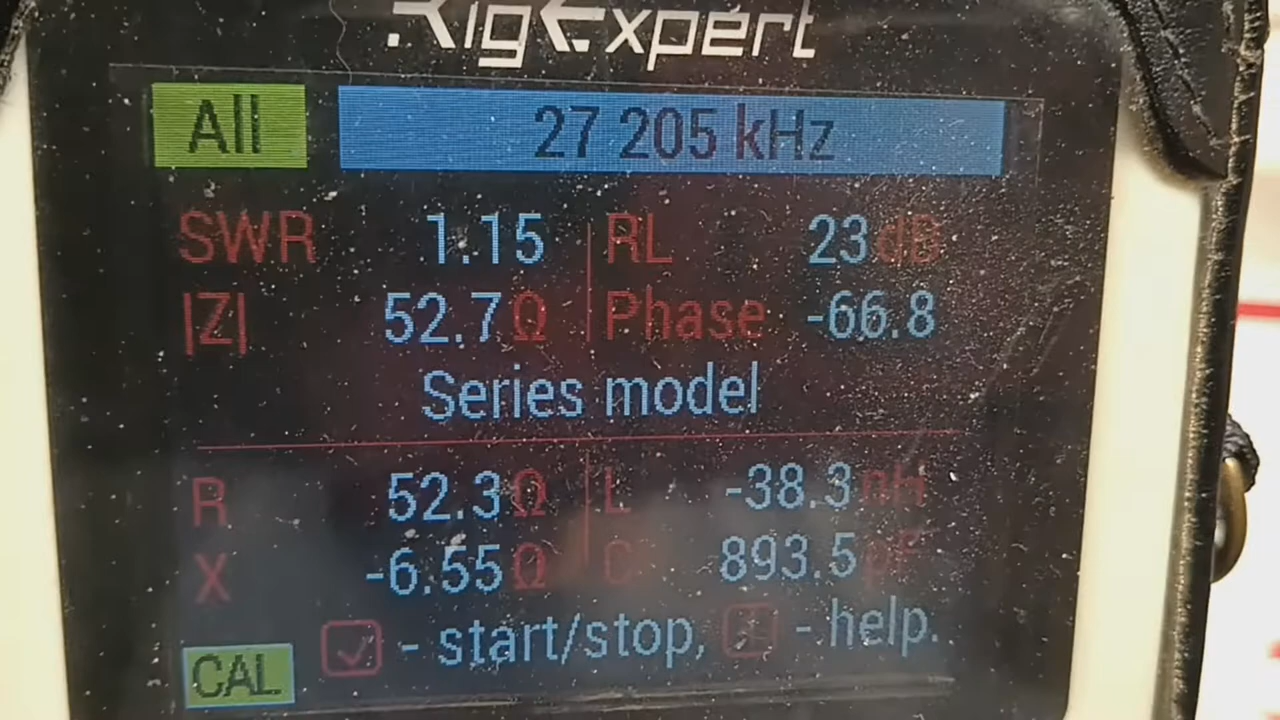 RigExpert
All 27 205 kHz
SWR 1.15 RL 23 dB
|Z| 52.7 Ω Phase -66.8
Series model
R 52.3 Ω L -38.3 nH
X -6.55 Ω C 893.5 pF
- start/stop, - help.
CAL